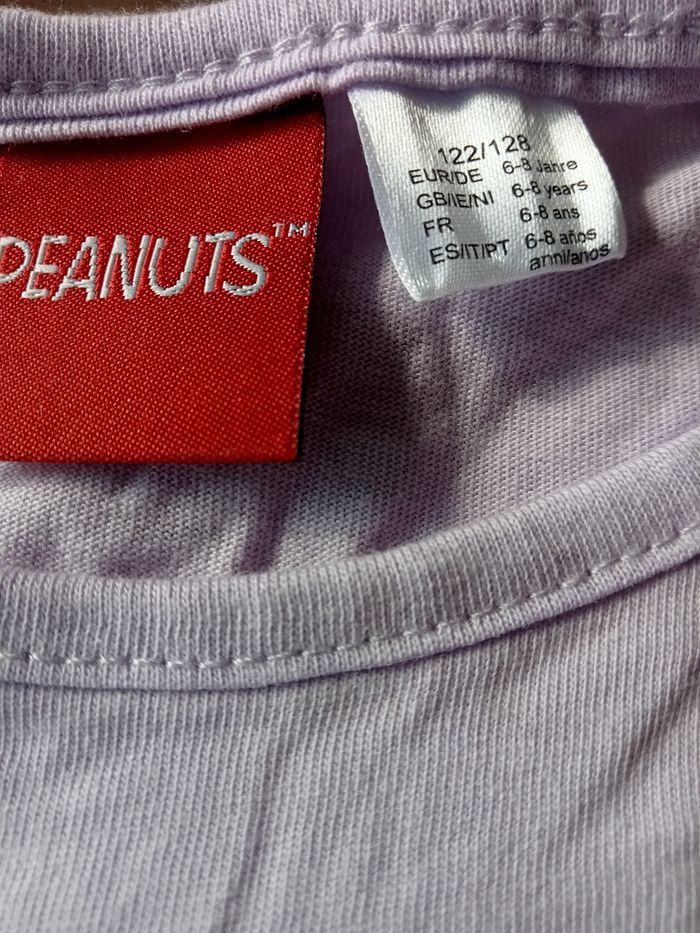 PEANUTS™
122/128
EUR/DE 6-8 Jahre
GB/IE/NI 6-8 years
FR 6-8 ans
ES/IT/PT 6-8 años
anni/anos